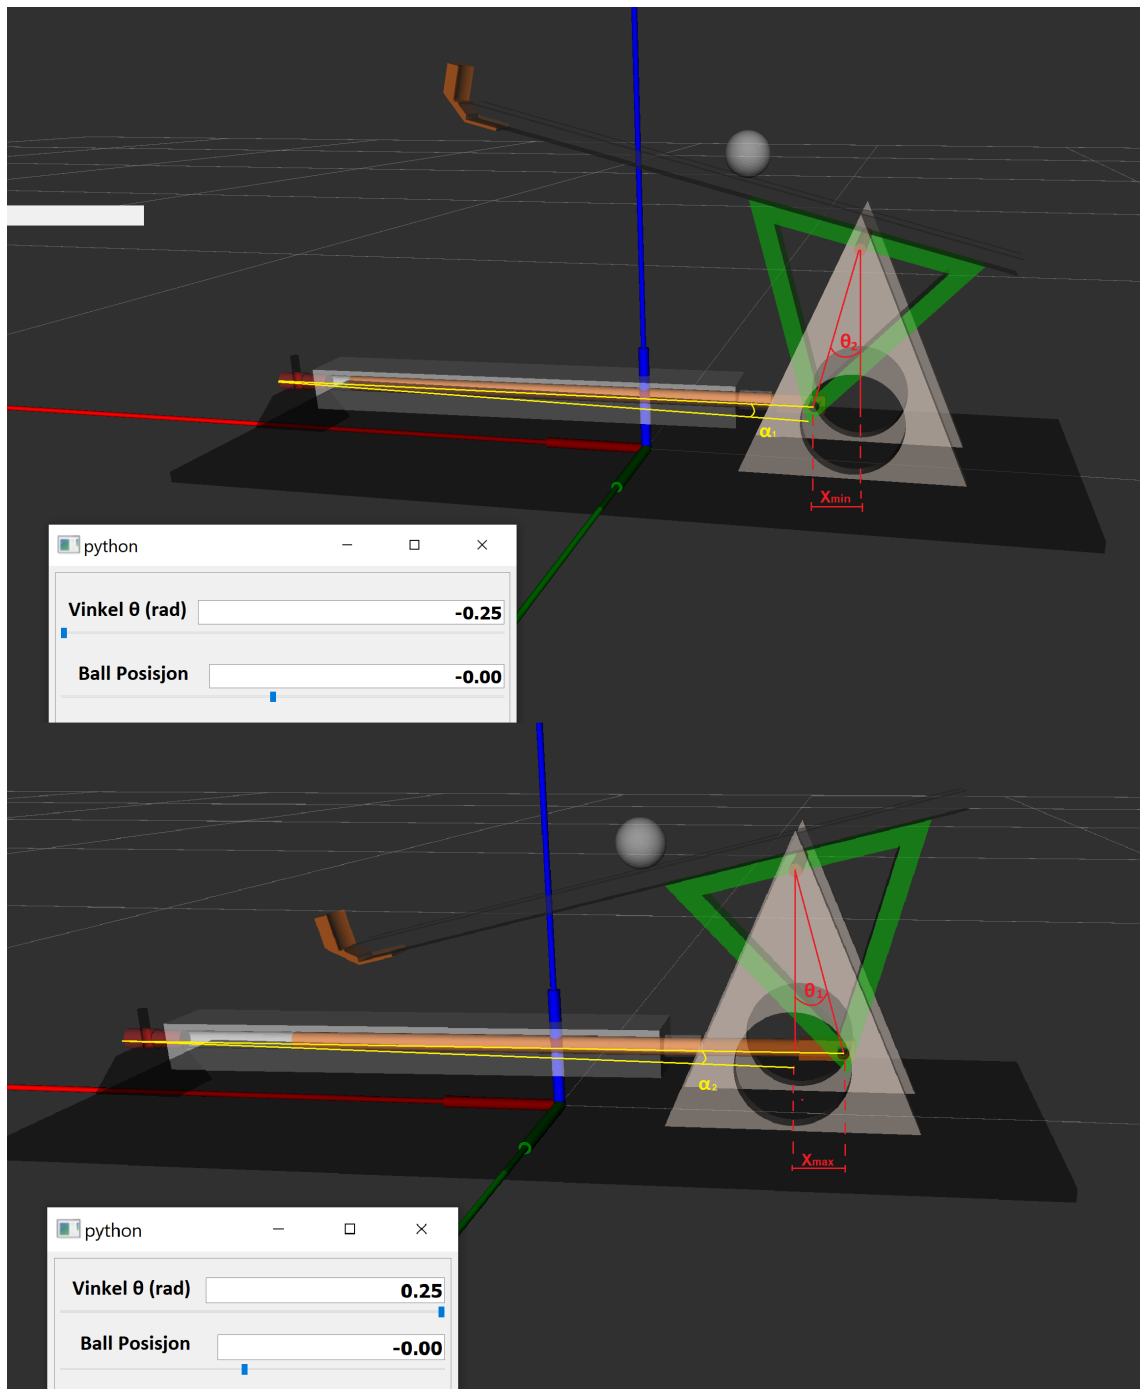 θ₂
α₁
Xmin
python
Vinkel θ (rad) -0.25
Ball Posisjon -0.00
θ₁
α₂
Xmax
python
Vinkel θ (rad) 0.25
Ball Posisjon -0.00